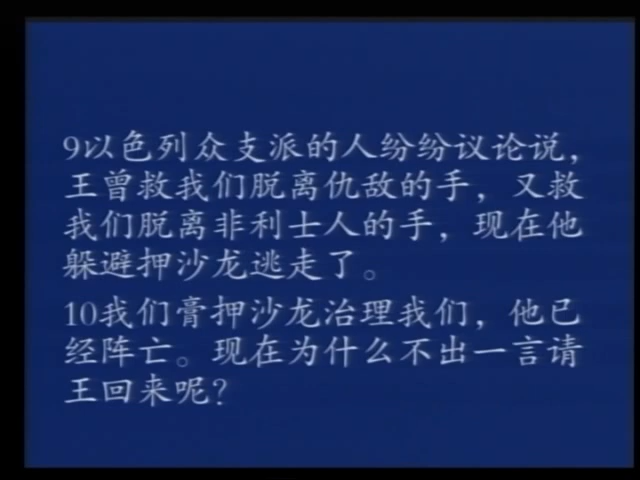 9以色列众支派的人纷纷议论说，
王曾救我们脱离仇敌的手，又救
我们脱离非利士人的手，现在他
躲避押沙龙逃走了。
10我们膏押沙龙治理我们，他已
经阵亡。现在为什么不出一言请
王回来呢？